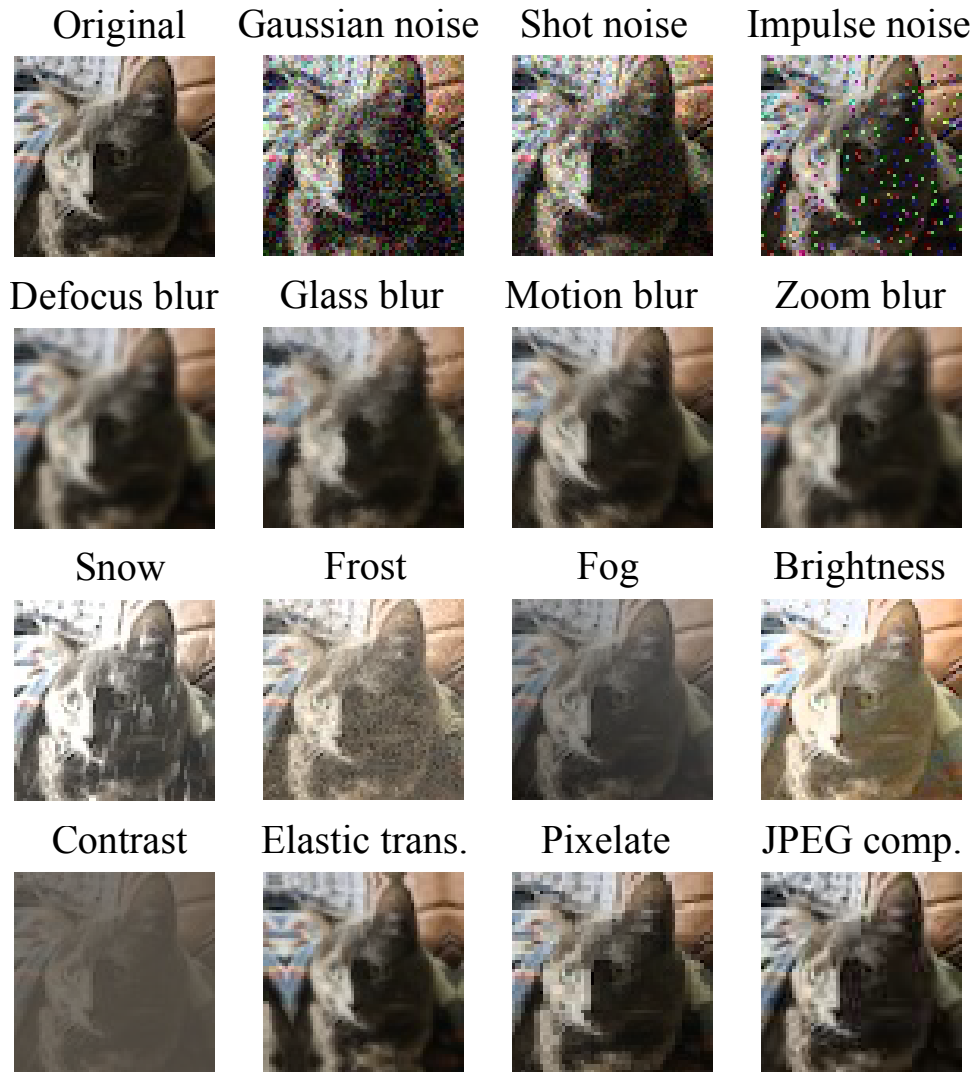 Original Gaussian noise Shot noise Impulse noise
Defocus blur Glass blur Motion blur Zoom blur
Snow Frost Fog Brightness
Contrast Elastic trans. Pixelate JPEG comp.